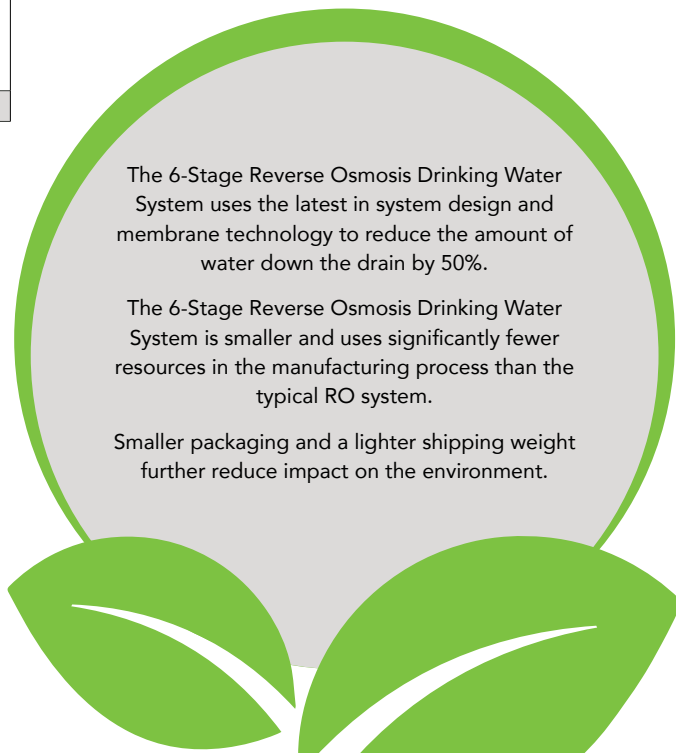 The 6-Stage Reverse Osmosis Drinking Water
System uses the latest in system design and
membrane technology to reduce the amount of
water down the drain by 50%.
The 6-Stage Reverse Osmosis Drinking Water
System is smaller and uses significantly fewer
resources in the manufacturing process than the
typical RO system.
Smaller packaging and a lighter shipping weight
further reduce impact on the environment.